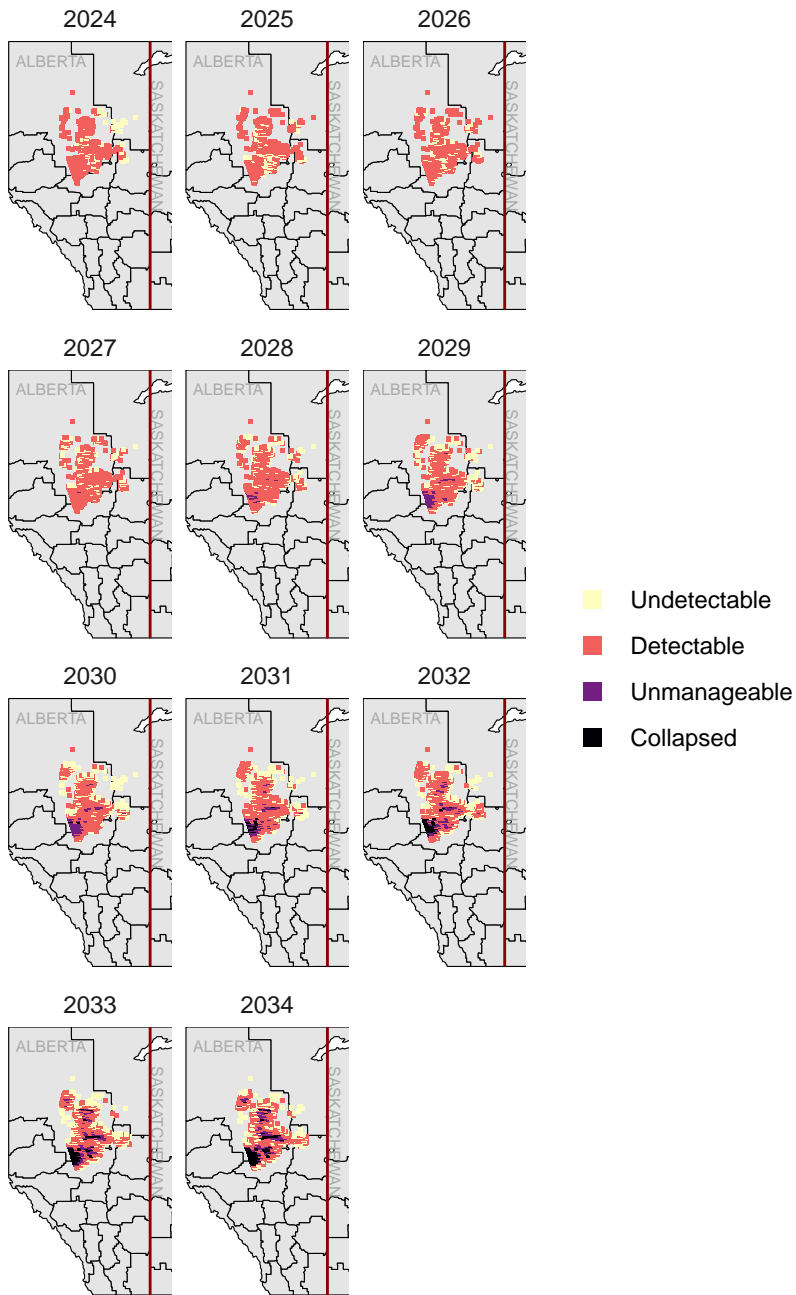 2024
2025
2026
ALBERTA
SASKATCHEWAN
ALBERTA
SASKATCHEWAN
ALBERTA
SASKATCHEWAN
2027
2028
2029
ALBERTA
SASKATCHEWAN
ALBERTA
SASKATCHEWAN
ALBERTA
SASKATCHEWAN
Undetectable
Detectable
Unmanageable
Collapsed
2030
2031
2032
ALBERTA
SASKATCHEWAN
ALBERTA
SASKATCHEWAN
ALBERTA
SASKATCHEWAN
2033
2034
ALBERTA
SASKATCHEWAN
ALBERTA
SASKATCHEWAN